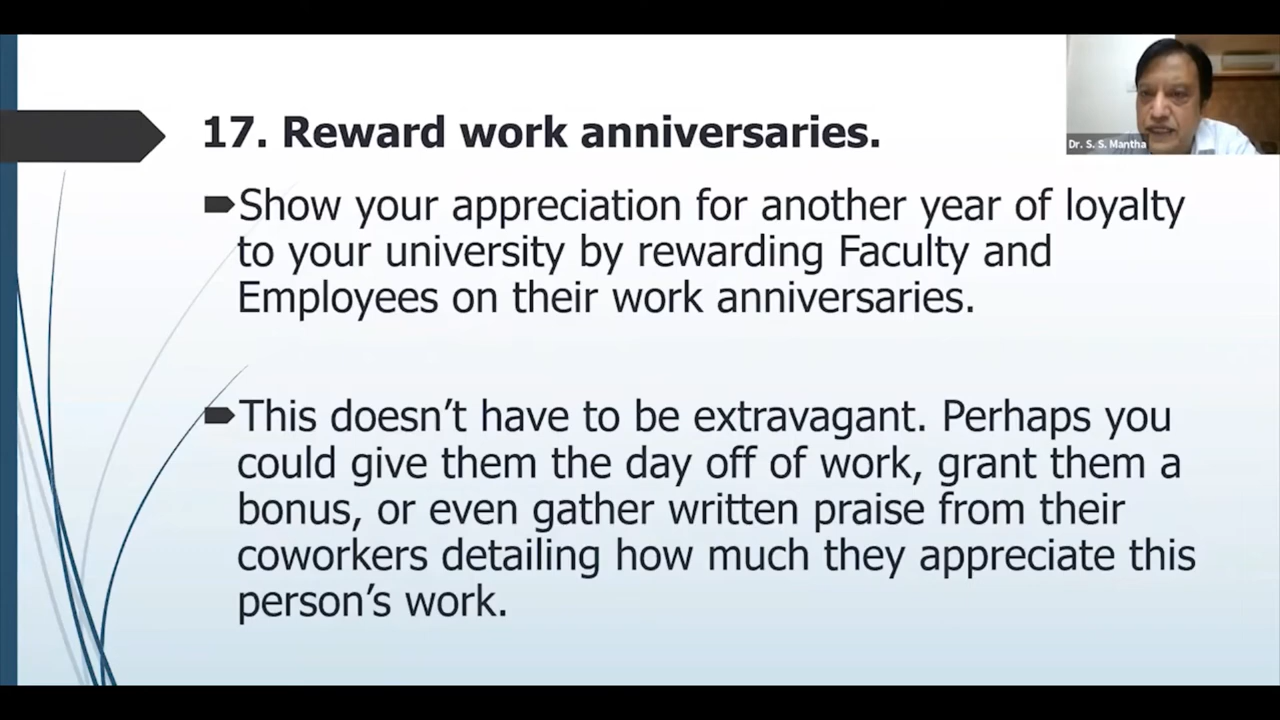 17. Reward work anniversaries.
Dr. S. S. Mantha
Show your appreciation for another year of loyalty
to your university by rewarding Faculty and
Employees on their work anniversaries.
This doesn’t have to be extravagant. Perhaps you
could give them the day off of work, grant them a
bonus, or even gather written praise from their
coworkers detailing how much they appreciate this
person’s work.